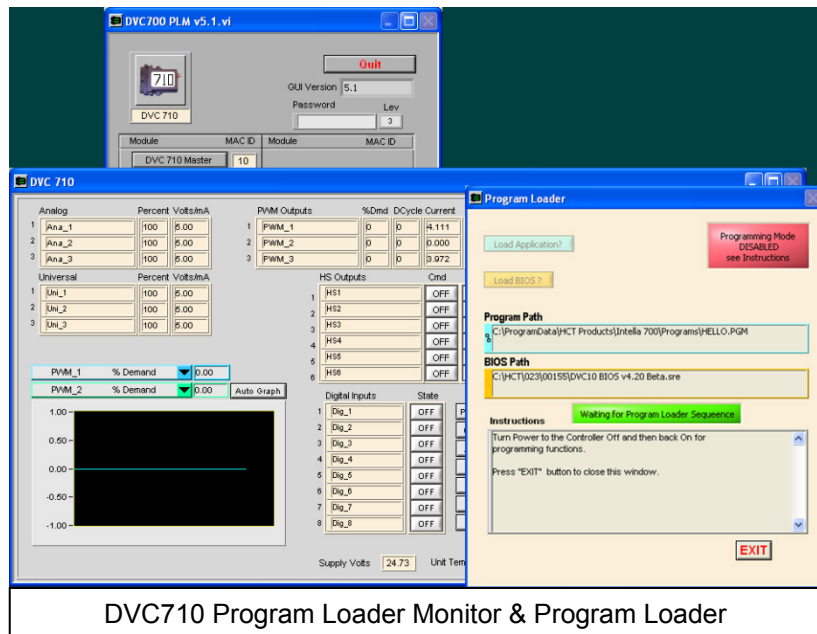 DVC700 PLM v5.1.vi
710
DVC 710
Quit
GUI Version 5.1
Password Lev
3
Module MAC ID Module MAC ID
DVC 710 Master 10
DVC 710
Analog Percent Volts/mA
1 Ana_1 100 5.00
2 Ana_2 100 5.00
3 Ana_3 100 5.00
Universal Percent Volts/mA
1 Uni_1 100 5.00
2 Uni_2 100 5.00
3 Uni_3 100 5.00
PWM_1 % Demand 0.00
PWM_2 % Demand 0.00 Auto Graph
1.00
0.50
0.00
-0.50
-1.00
PWM Outputs %Dmd DCycle Current
1 PWM_1 0 0 4.111
2 PWM_2 0 0 0.000
3 PWM_3 0 0 3.972
HS Outputs Cmd
1 HS1 OFF
2 HS2 OFF
3 HS3 OFF
4 HS4 OFF
5 HS5 OFF
6 HS6 OFF
Digital Inputs State
1 Dig_1 OFF
2 Dig_2 OFF
3 Dig_3 OFF
4 Dig_4 OFF
5 Dig_5 OFF
6 Dig_6 OFF
7 Dig_7 OFF
8 Dig_8 OFF
Supply Volts 24.73 Unit Tem
Program Loader
Load Application?
Programming Mode
DISABLED
see Instructions
Load BIOS ?
Program Path
C:\ProgramData\HCT Products\Intella 700\Programs\HELLO.PGM
BIOS Path
C:\HCT\023\00155\DVC10 BIOS v4.20 Beta.sre
Instructions
Waiting for Program Loader Sequeence
Turn Power to the Controller Off and then back On for
programming functions.
Press "EXIT" button to close this window.
EXIT
DVC710 Program Loader Monitor & Program Loader